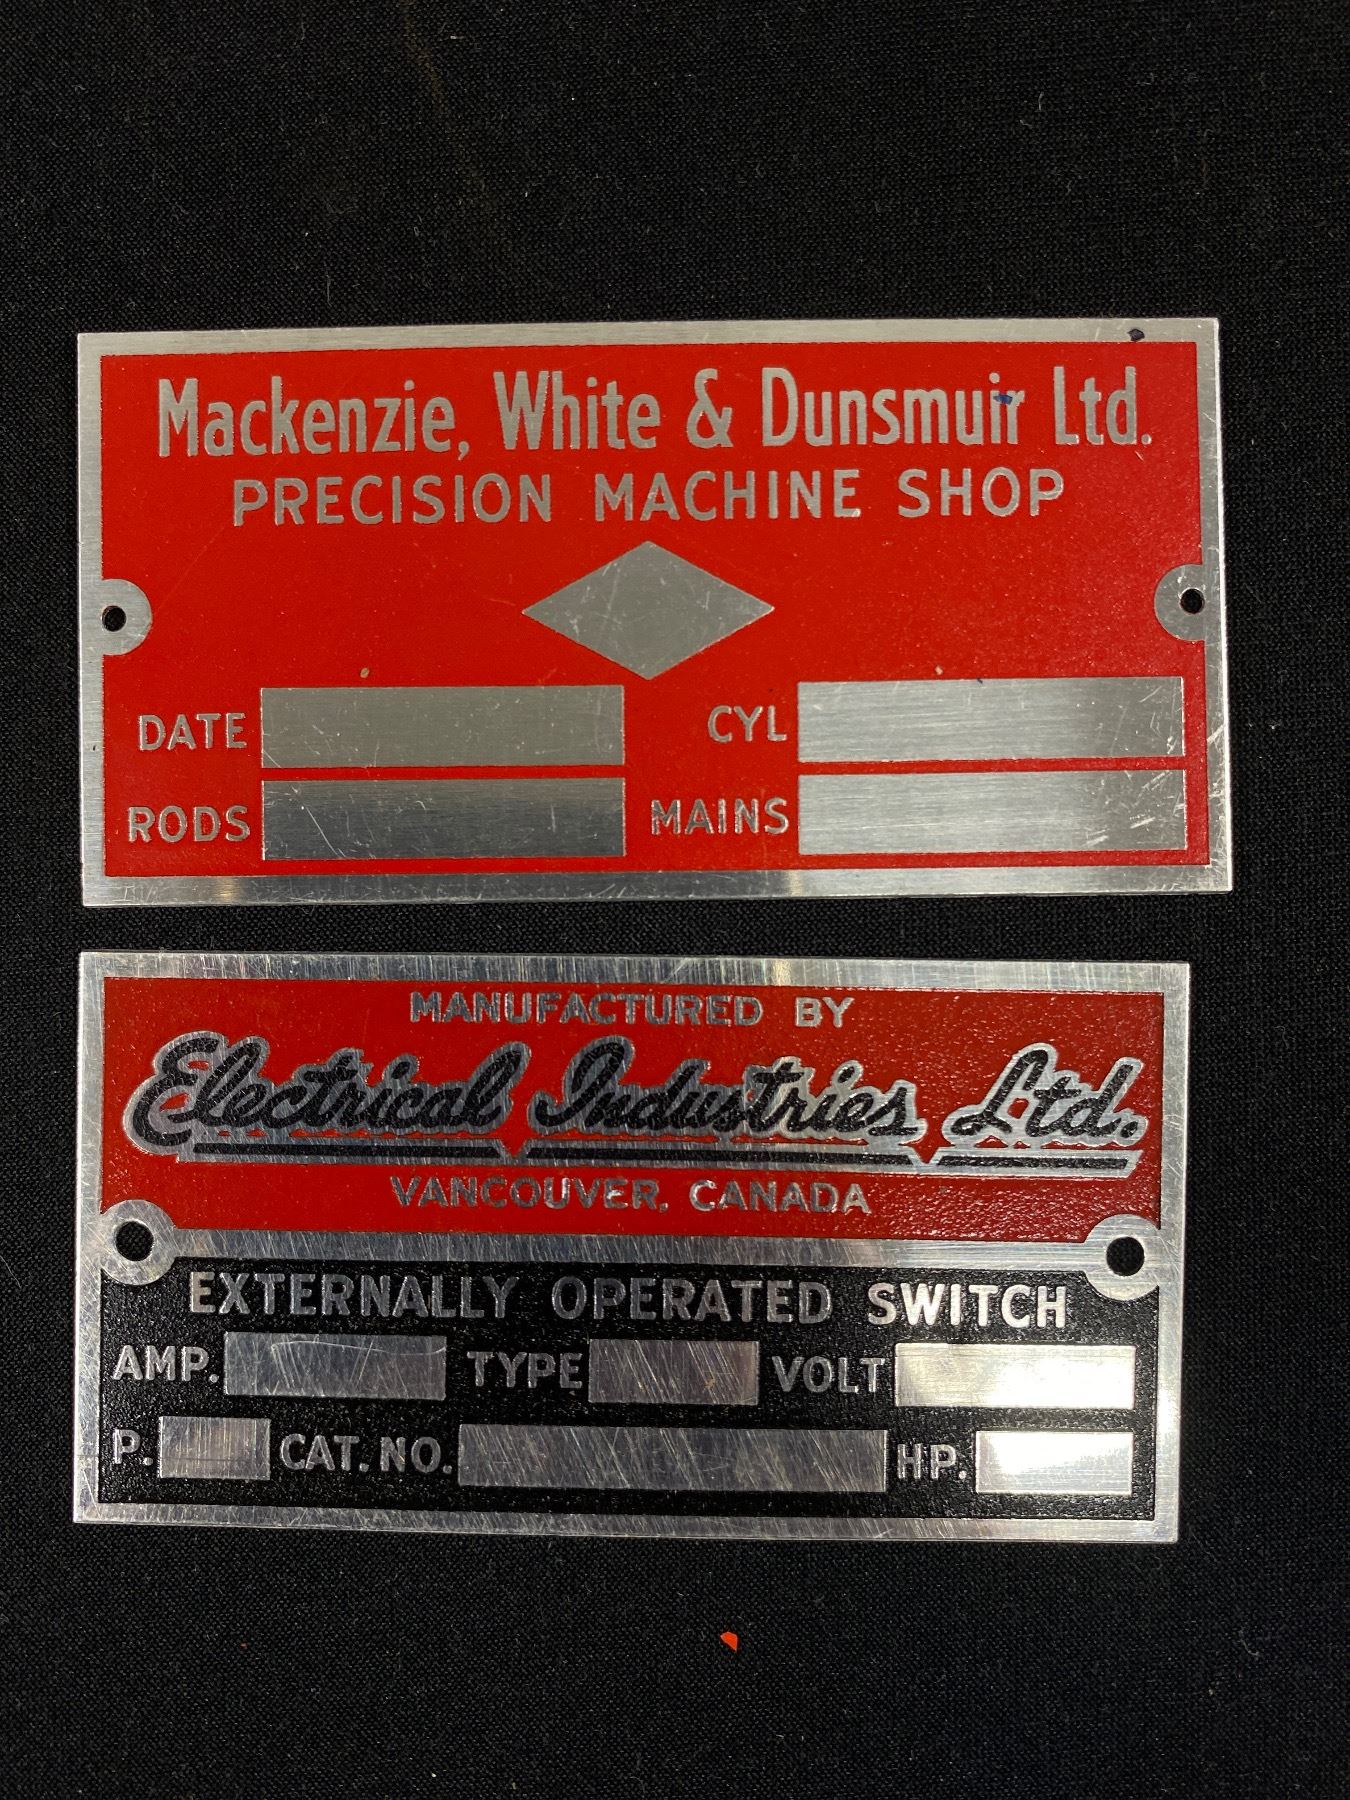 Mackenzie, White & Dunsmuir Ltd.
PRECISION MACHINE SHOP
DATE CYL
RODS MAINS
MANUFACTURED BY
Electrical Industries Ltd.
VANCOUVER, CANADA
EXTERNALLY OPERATED SWITCH
AMP. TYPE VOLT
P. CAT. NO. HP.